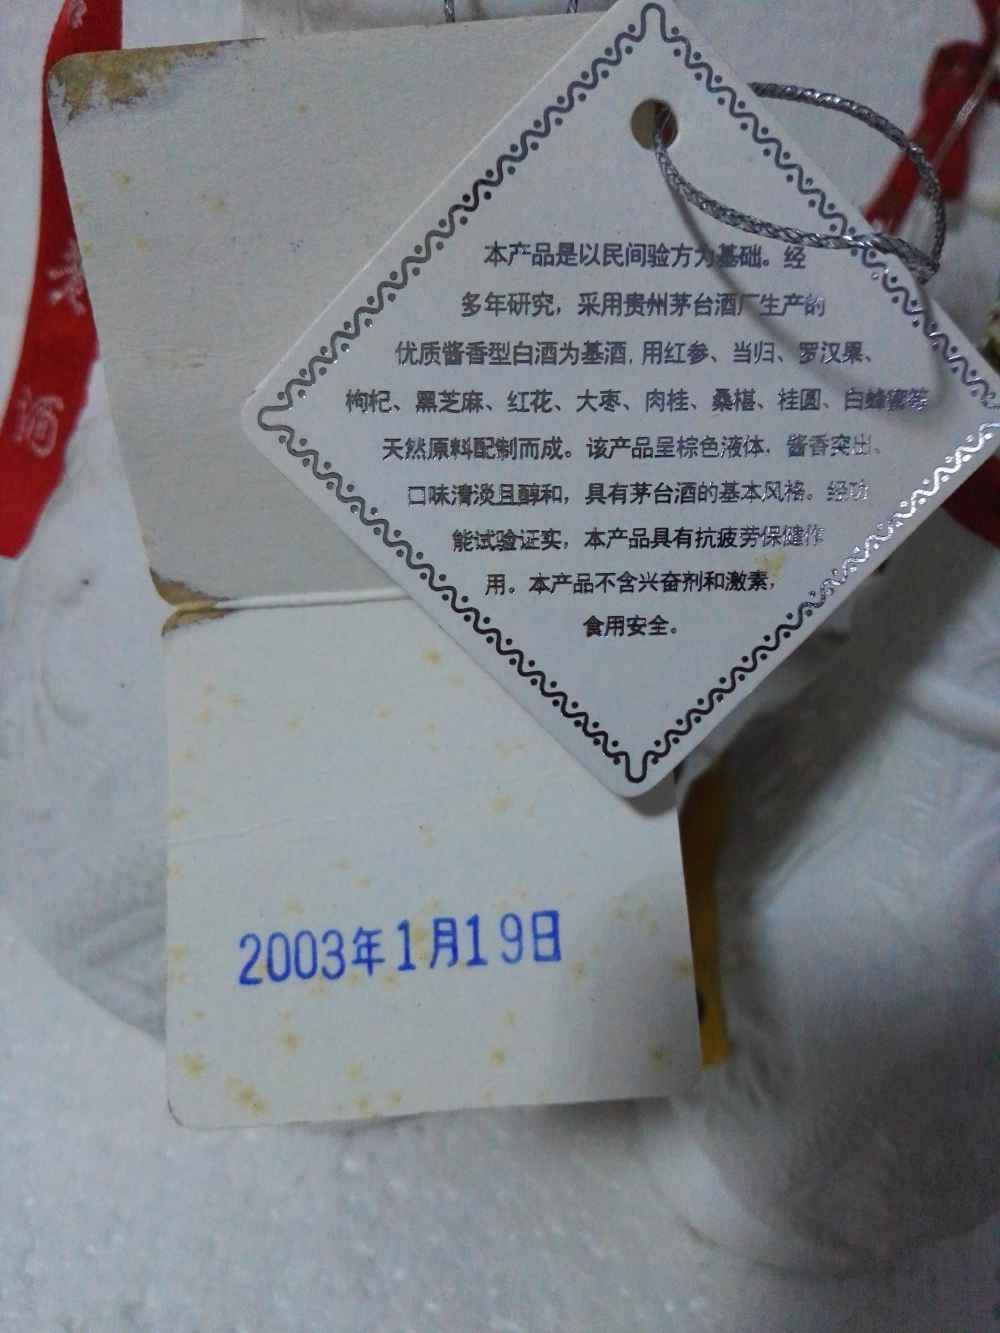 本产品是以民间验方为基础。经
多年研究，采用贵州茅台酒厂生产的
优质酱香型白酒为基酒，用红参、当归、罗汉果、
枸杞、黑芝麻、红花、大枣、肉桂、桑椹、桂圆、白蜂蜜等
天然原料配制而成。该产品呈棕色液体，酱香突出、
口味清淡且醇和，具有茅台酒的基本风格。经功
能试验证实，本产品具有抗疲劳保健作
用。本产品不含兴奋剂和激素，
食用安全。
2003年1月19日
酒